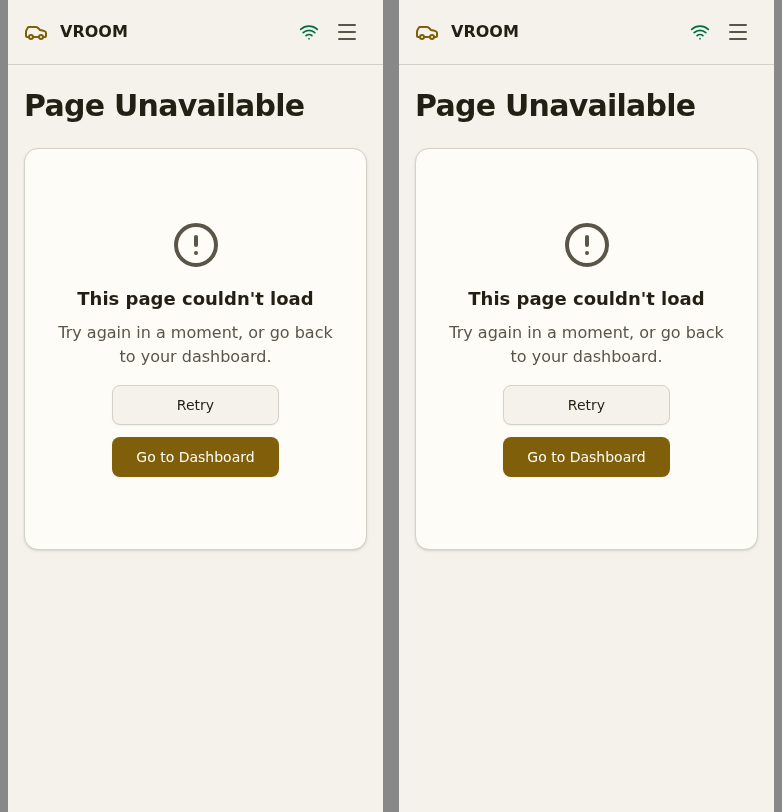 VROOM
Page Unavailable
This page couldn't load
Try again in a moment, or go back
to your dashboard.
Retry
Go to Dashboard
VROOM
Page Unavailable
This page couldn't load
Try again in a moment, or go back
to your dashboard.
Retry
Go to Dashboard